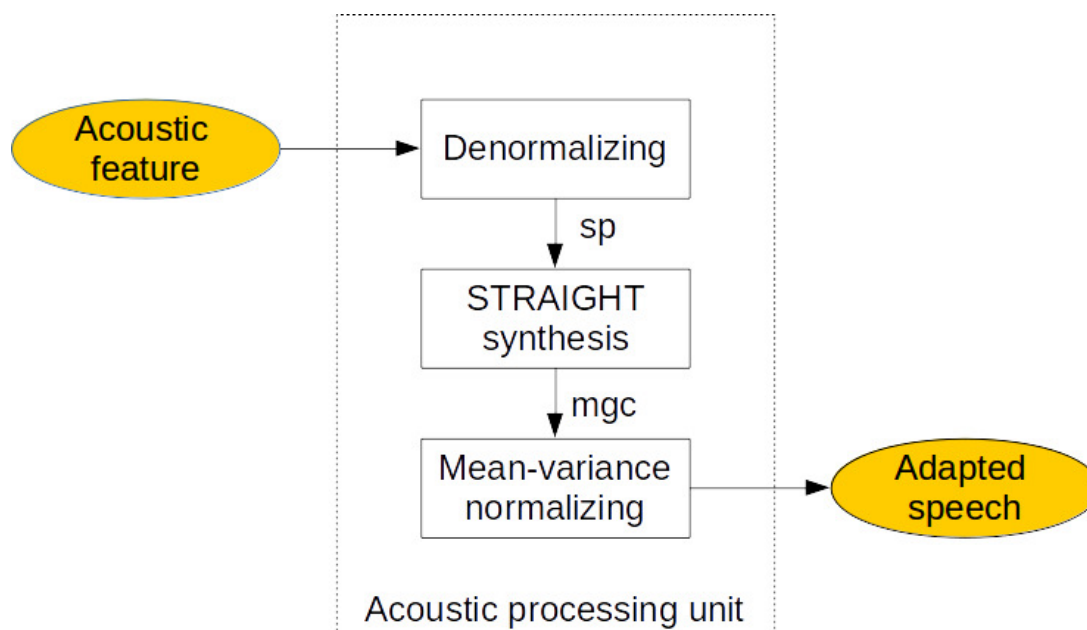 Acoustic
feature
Denormalizing
sp
STRAIGHT
synthesis
mgc
Mean-variance
normalizing
Adapted
speech
Acoustic processing unit